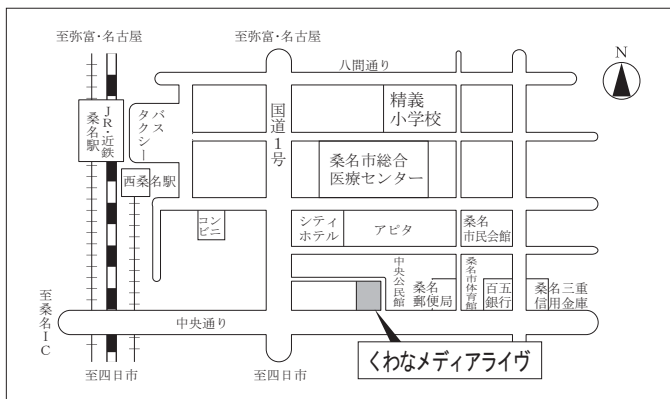 至弥富・名古屋
至弥富・名古屋
八間通り
N
JR・近鉄
桑名駅
バス
タクシー
国道1号
精義
小学校
西桑名駅
桑名市総合
医療センター
コン
ビニ
シティ
ホテル
アピタ
桑名
市民会館
中央公民館
桑名
郵便局
桑名市体育館
百五
銀行
桑名三重
信用金庫
至桑名IC
中央通り
くわなメディアライヴ
至四日市
至四日市